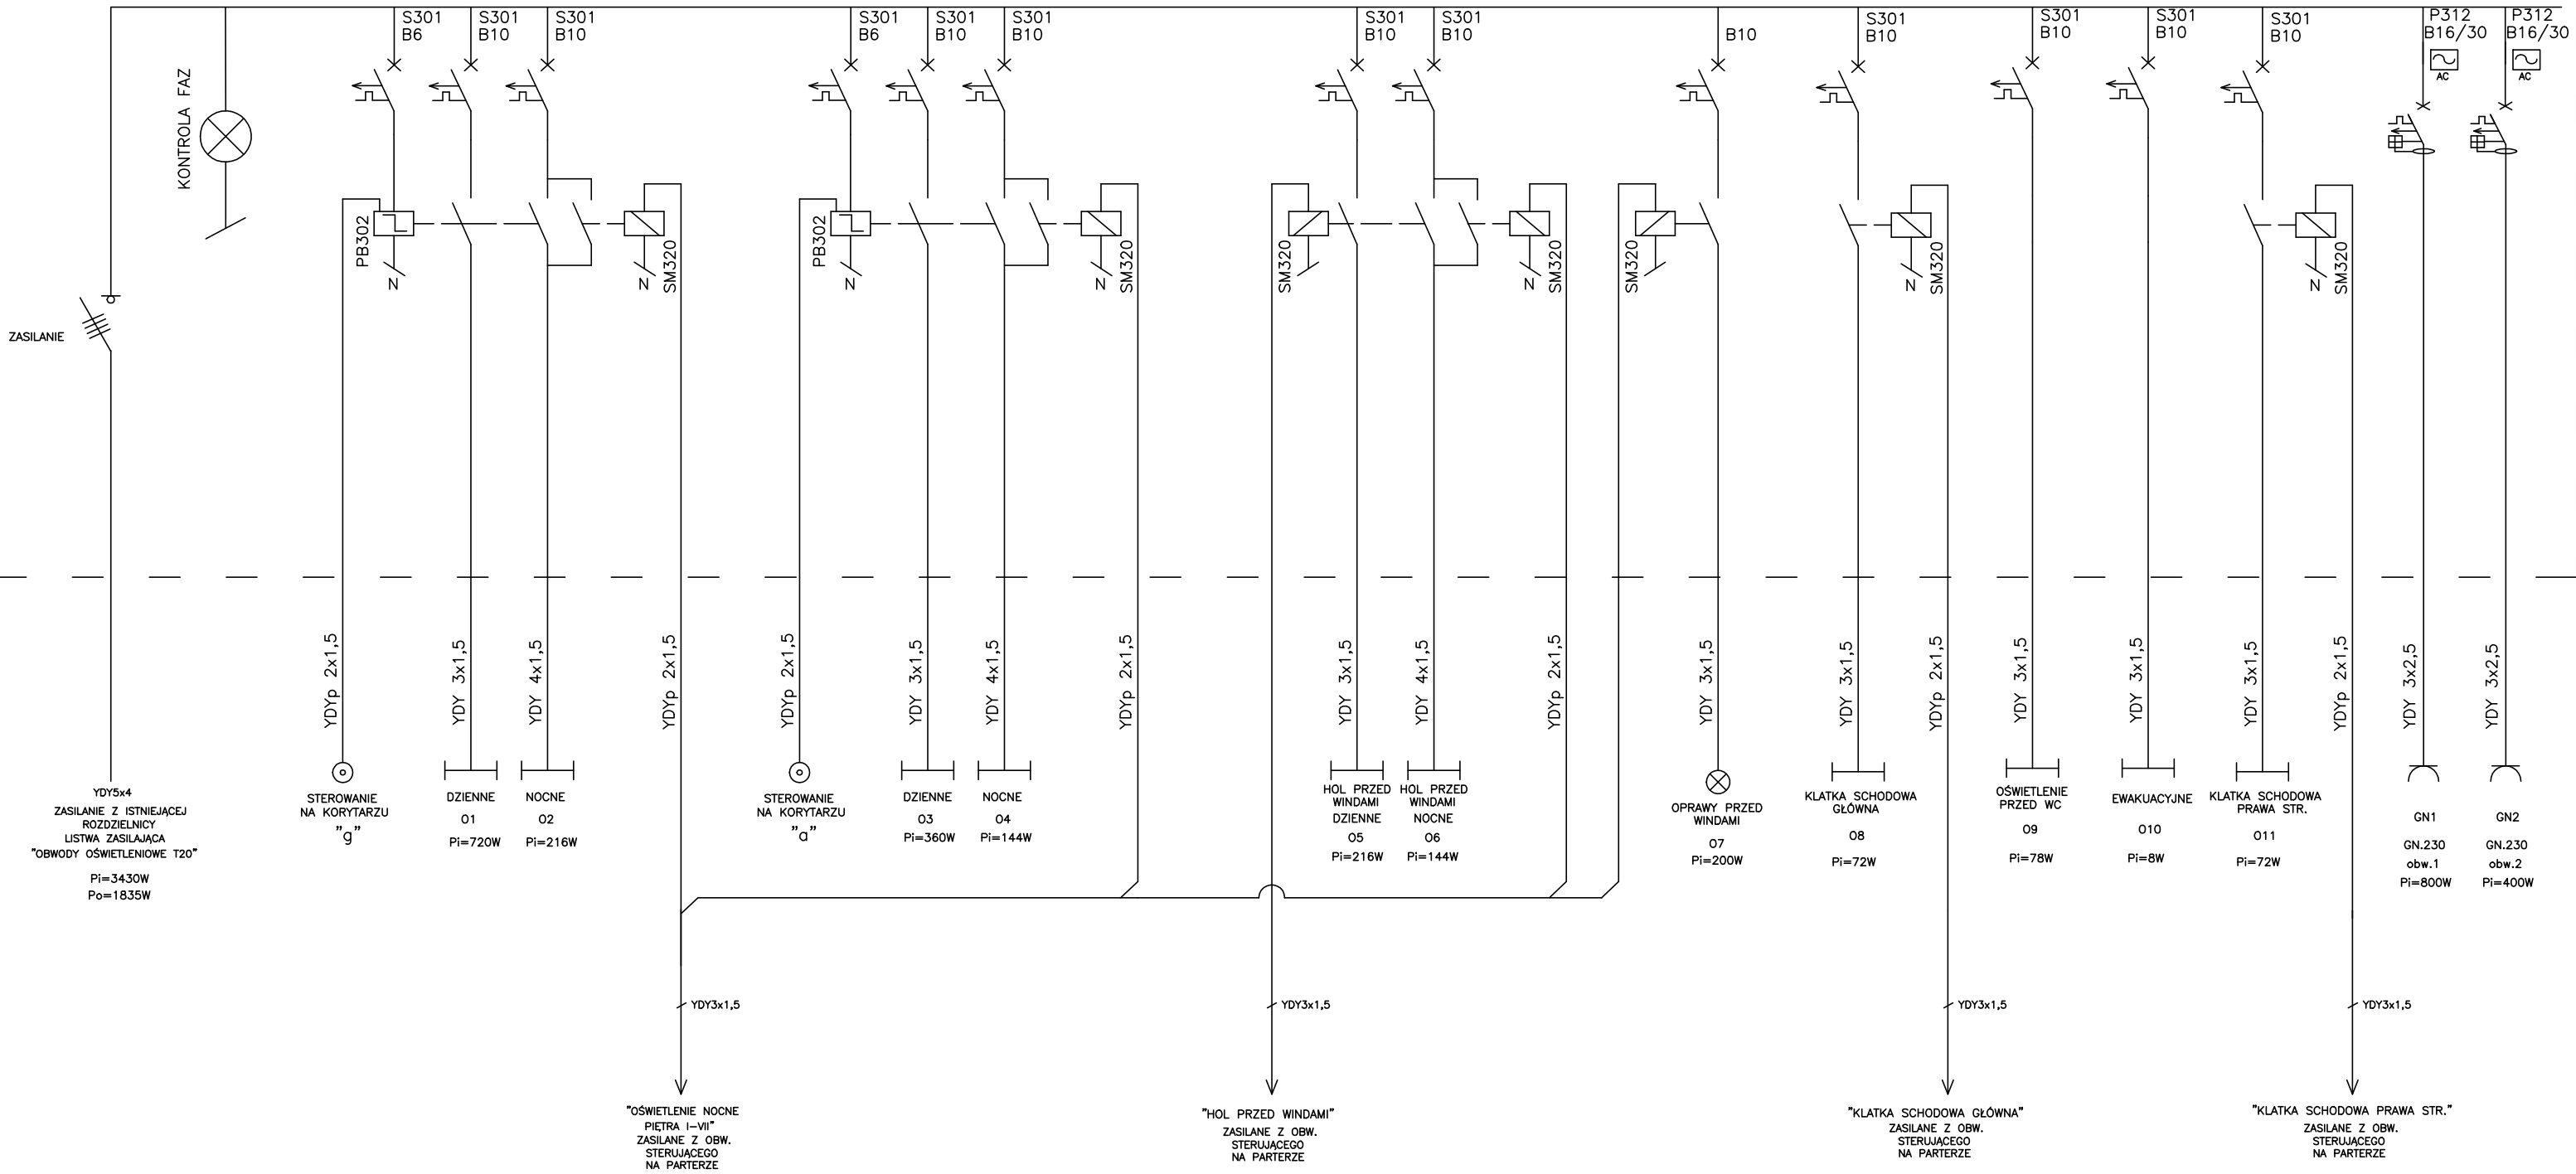 S301
B6
S301
B10
S301
B10
S301
B6
S301
B10
S301
B10
S301
B10
S301
B10
B10
S301
B10
S301
B10
S301
B10
S301
B10
P312
B16/30
AC
P312
B16/30
AC
KONTROLA FAZ
ZASILANIE
PB302
N
N
SM320
PB302
N
N
SM320
SM320
SM320
SM320
N
SM320
N
SM320
YDYp 2x1,5
YDY 3x1,5
YDY 4x1,5
YDYp 2x1,5
YDYp 2x1,5
YDY 3x1,5
YDY 4x1,5
YDYp 2x1,5
YDY 3x1,5
YDY 4x1,5
YDYp 2x1,5
YDY 3x1,5
YDY 3x1,5
YDYp 2x1,5
YDY 3x1,5
YDY 3x1,5
YDY 3x1,5
YDYp 2x1,5
YDY 3x2,5
YDY 3x2,5
YDY5x4
ZASILANIE Z ISTNIEJĄCEJ
ROZDZIELNICY
LISTWA ZASILAJĄCA
"OBWODY OŚWIETLENIOWE T20"
Pi=3430W
Po=1835W
STEROWANIE
NA KORYTARZU
"g"
DZIENNE
O1
Pi=720W
NOCNE
O2
Pi=216W
STEROWANIE
NA KORYTARZU
"a"
DZIENNE
O3
Pi=360W
NOCNE
O4
Pi=144W
HOL PRZED
WINDAMI
DZIENNE
O5
Pi=216W
HOL PRZED
WINDAMI
NOCNE
O6
Pi=144W
OPRAWY PRZED
WINDAMI
O7
Pi=200W
KLATKA SCHODOWA
GŁÓWNA
O8
Pi=72W
OŚWIETLENIE
PRZED WC
O9
Pi=78W
EWAKUACYJNE
O10
Pi=8W
KLATKA SCHODOWA
PRAWA STR.
O11
Pi=72W
GN1
GN.230
obw.1
Pi=800W
GN2
GN.230
obw.2
Pi=400W
YDY3x1,5
YDY3x1,5
YDY3x1,5
YDY3x1,5
"OŚWIETLENIE NOCNE
PIĘTRA I-VII"
ZASILANE Z OBW.
STERUJĄCEGO
NA PARTERZE
"HOL PRZED WINDAMI"
ZASILANE Z OBW.
STERUJĄCEGO
NA PARTERZE
"KLATKA SCHODOWA GŁÓWNA"
ZASILANE Z OBW.
STERUJĄCEGO
NA PARTERZE
"KLATKA SCHODOWA PRAWA STR."
ZASILANE Z OBW.
STERUJĄCEGO
NA PARTERZE